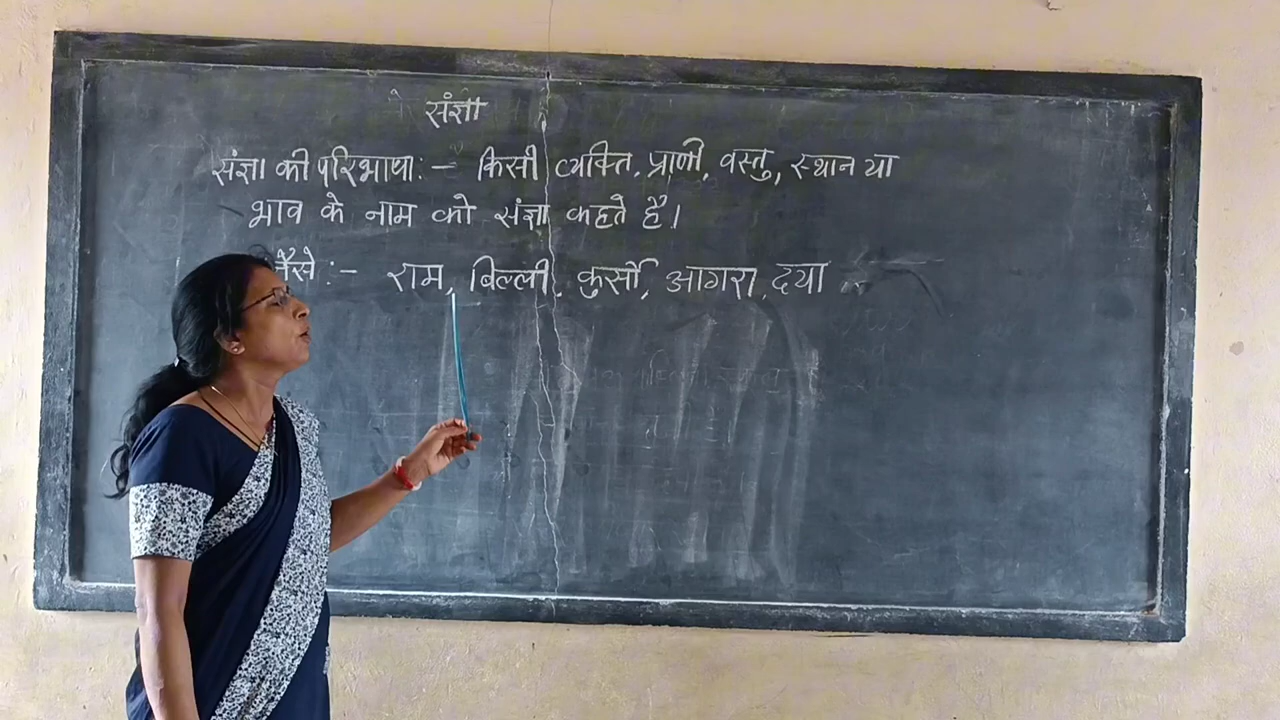 संज्ञा
संज्ञा की परिभाषा:- किसी व्यक्ति, प्राणी, वस्तु, स्थान या
भाव के नाम को संज्ञा कहते हैं।
जैसे :- राम, बिल्ली, कुर्सी, आगरा, दया